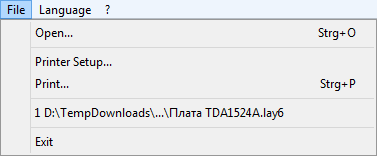 File Language ?
Open... Strg+O
Printer Setup...
Print... Strg+P
1 D:\TempDownloads\...\Плата TDA1524A.lay6
Exit